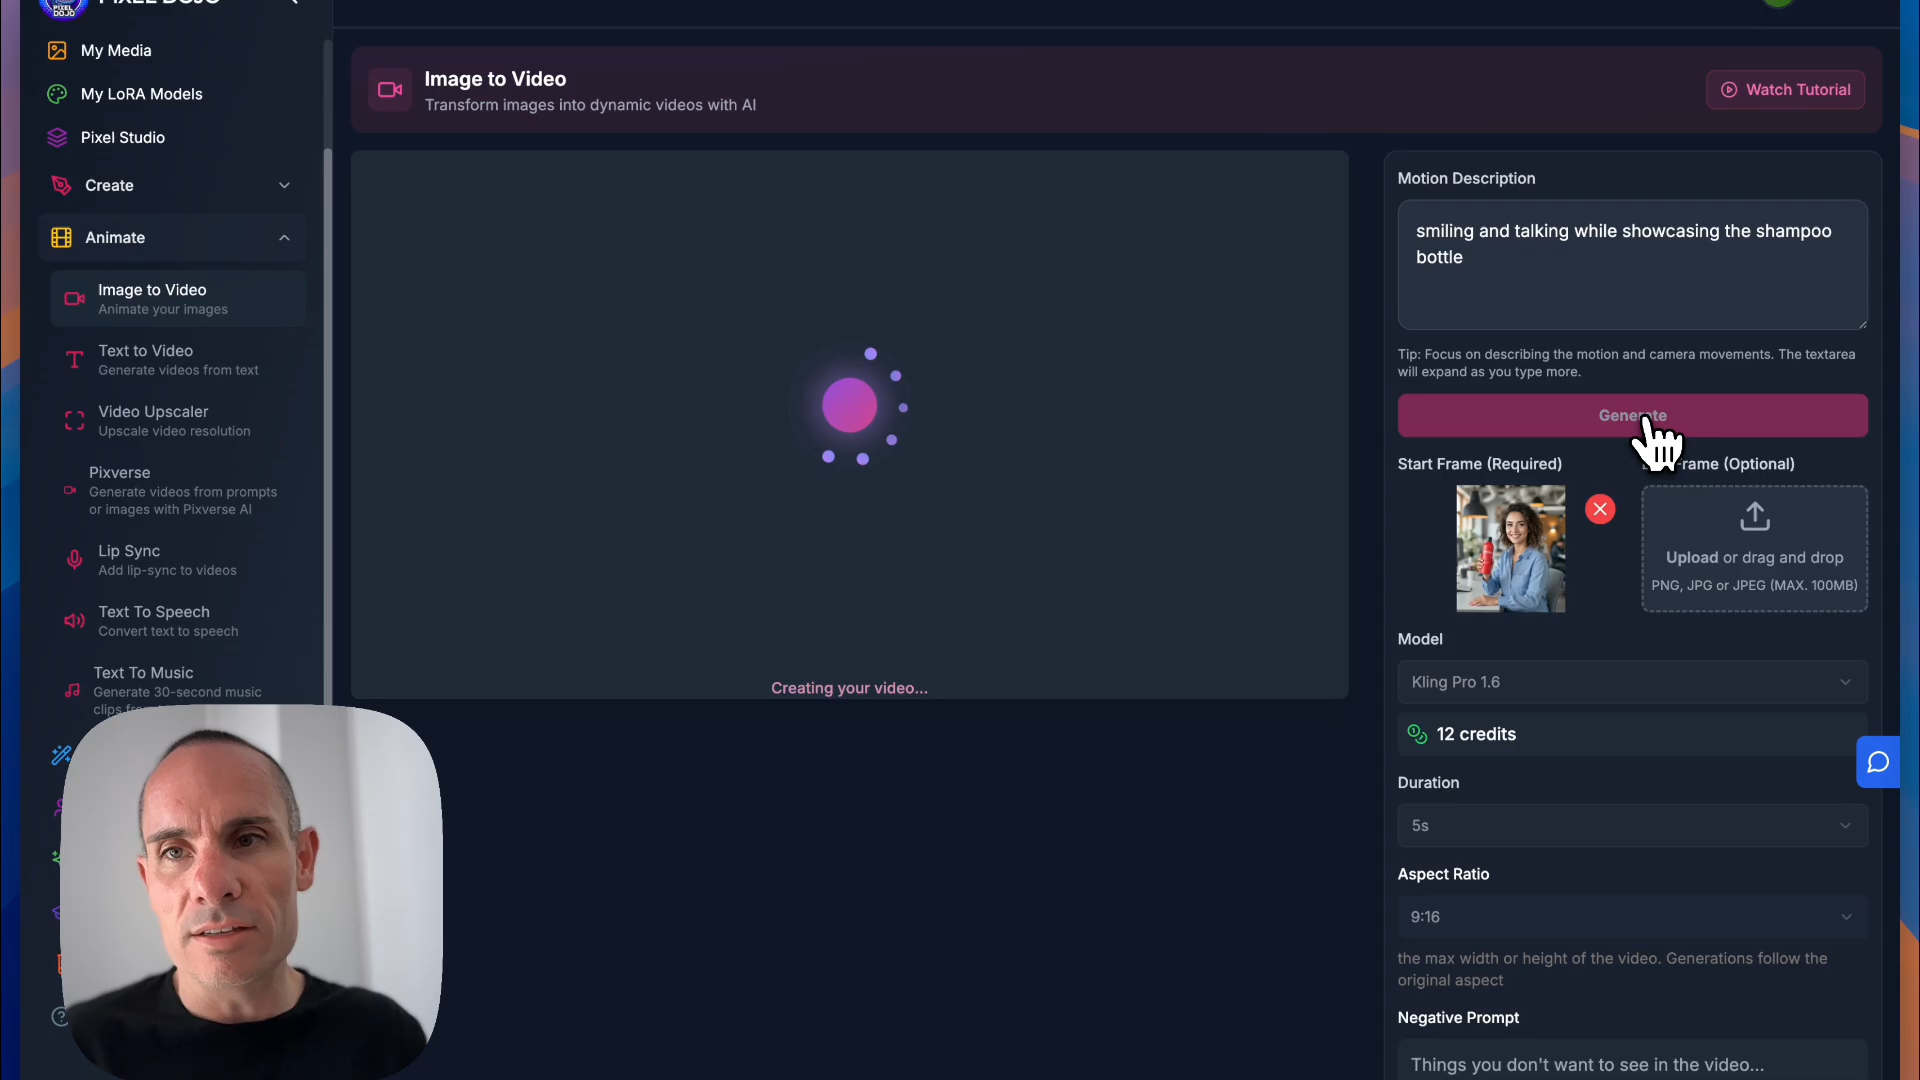 PIXEL DOJO
My Media
My LoRA Models
Pixel Studio
Create
Animate
Image to Video
Animate your images
Text to Video
Generate videos from text
Video Upscaler
Upscale video resolution
Pixverse
Generate videos from prompts
or images with Pixverse AI
Lip Sync
Add lip-sync to videos
Text To Speech
Convert text to speech
Text To Music
Generate 30-second music
clips
Image to Video
Transform images into dynamic videos with AI
Watch Tutorial
Creating your video...
Motion Description
smiling and talking while showcasing the shampoo
bottle
Tip: Focus on describing the motion and camera movements. The textarea
will expand as you type more.
Generate
Start Frame (Required)
Frame (Optional)
Upload or drag and drop
PNG, JPG or JPEG (MAX. 100MB)
Model
Kling Pro 1.6
12 credits
Duration
5s
Aspect Ratio
9:16
the max width or height of the video. Generations follow the
original aspect
Negative Prompt
Things you don't want to see in the video...